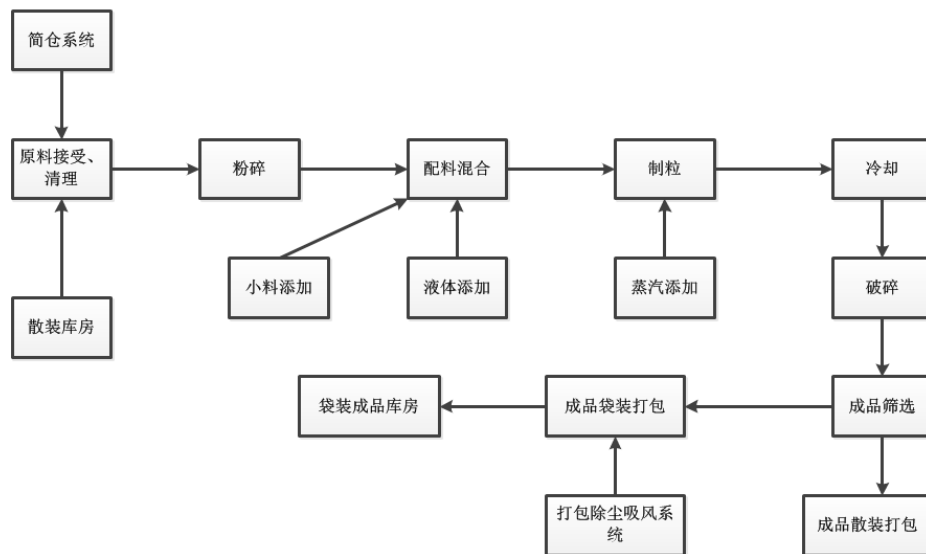 简仓系统
原料接受、
清理
粉碎
配料混合
制粒
冷却
小料添加
液体添加
蒸汽添加
破碎
散装库房
袋装成品库房
成品袋装打包
成品筛选
打包除尘吸风系
统
成品散装打包